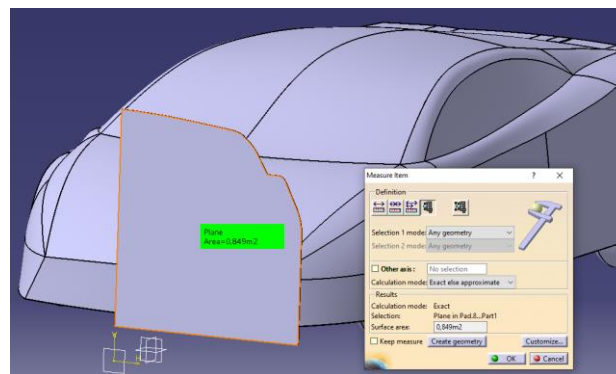 Plane
Area=0,849m2
Y
Measure Item
? ×
Definition
Selection 1 mode: Any geometry
Selection 2 mode: Any geometry
Other axis : No selection
Calculation mode: Exact else approximate
Results
Calculation mode: Exact
Selection: Plane in Pad.8...Part1
Surface area: 0,849m2
Keep measure Create geometry Customize...
OK Cancel